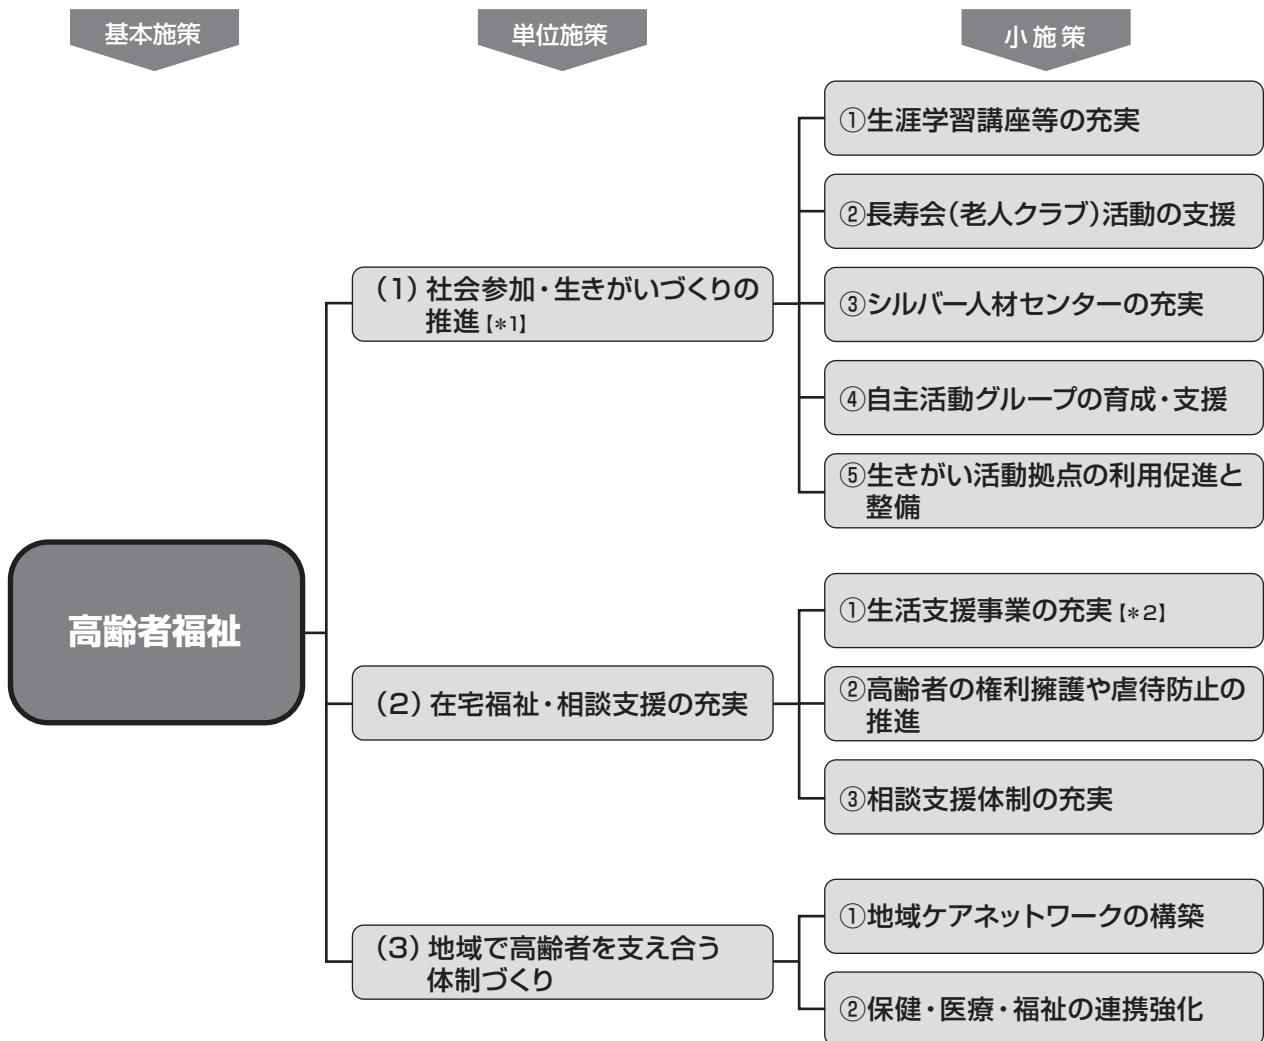 基本施策
単位施策
小施策
高齢者福祉
(1)社会参加・生きがいづくりの
推進【*1】
①生涯学習講座等の充実
②長寿会(老人クラブ)活動の支援
③シルバー人材センターの充実
④自主活動グループの育成・支援
⑤生きがい活動拠点の利用促進と
整備
(2)在宅福祉・相談支援の充実
①生活支援事業の充実【*2】
②高齢者の権利擁護や虐待防止の
推進
③相談支援体制の充実
(3)地域で高齢者を支え合う
体制づくり
①地域ケアネットワークの構築
②保健・医療・福祉の連携強化